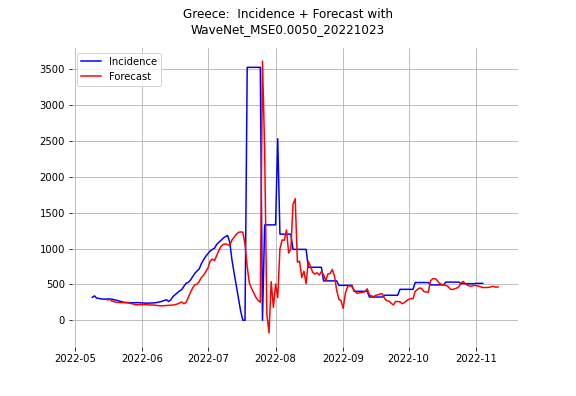 Greece:  Incidence + Forecast with
WaveNet_MSE0.0050_20221023
Incidence
Forecast
3500
3000
2500
2000
1500
1000
500
0
2022-05 2022-06 2022-07 2022-08 2022-09 2022-10 2022-11